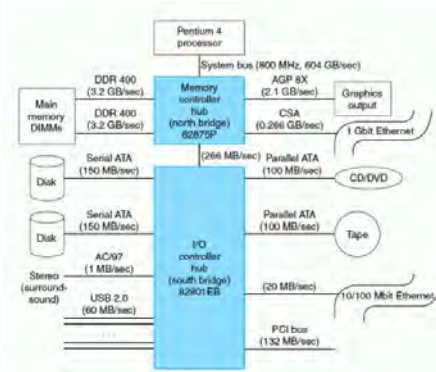 Pentium 4
processor
System bus (800 MHz, 604 GB/sec)
DDR 400
(3.2 GB/sec)
AGP 8X
(2.1 GB/sec)
Main
memory
DIMMs
Memory
controller
hub
(north bridge)
82875P
Graphics
output
DDR 400
(3.2 GB/sec)
CSA
(0.266 GB/sec)
1 Gbit Ethernet
(266 MB/sec)
Serial ATA
(150 MB/sec)
Parallel ATA
(100 MB/sec)
Disk
CD/DVD
Serial ATA
(150 MB/sec)
Parallel ATA
(100 MB/sec)
Disk
Tape
I/O
controller
hub
(south bridge)
82801EB
AC/97
(1 MB/sec)
Stereo
(surround-
sound)
(20 MB/sec)
10/100 Mbit Ethernet
USB 2.0
(60 MB/sec)
. . .
PCI bus
(132 MB/sec)